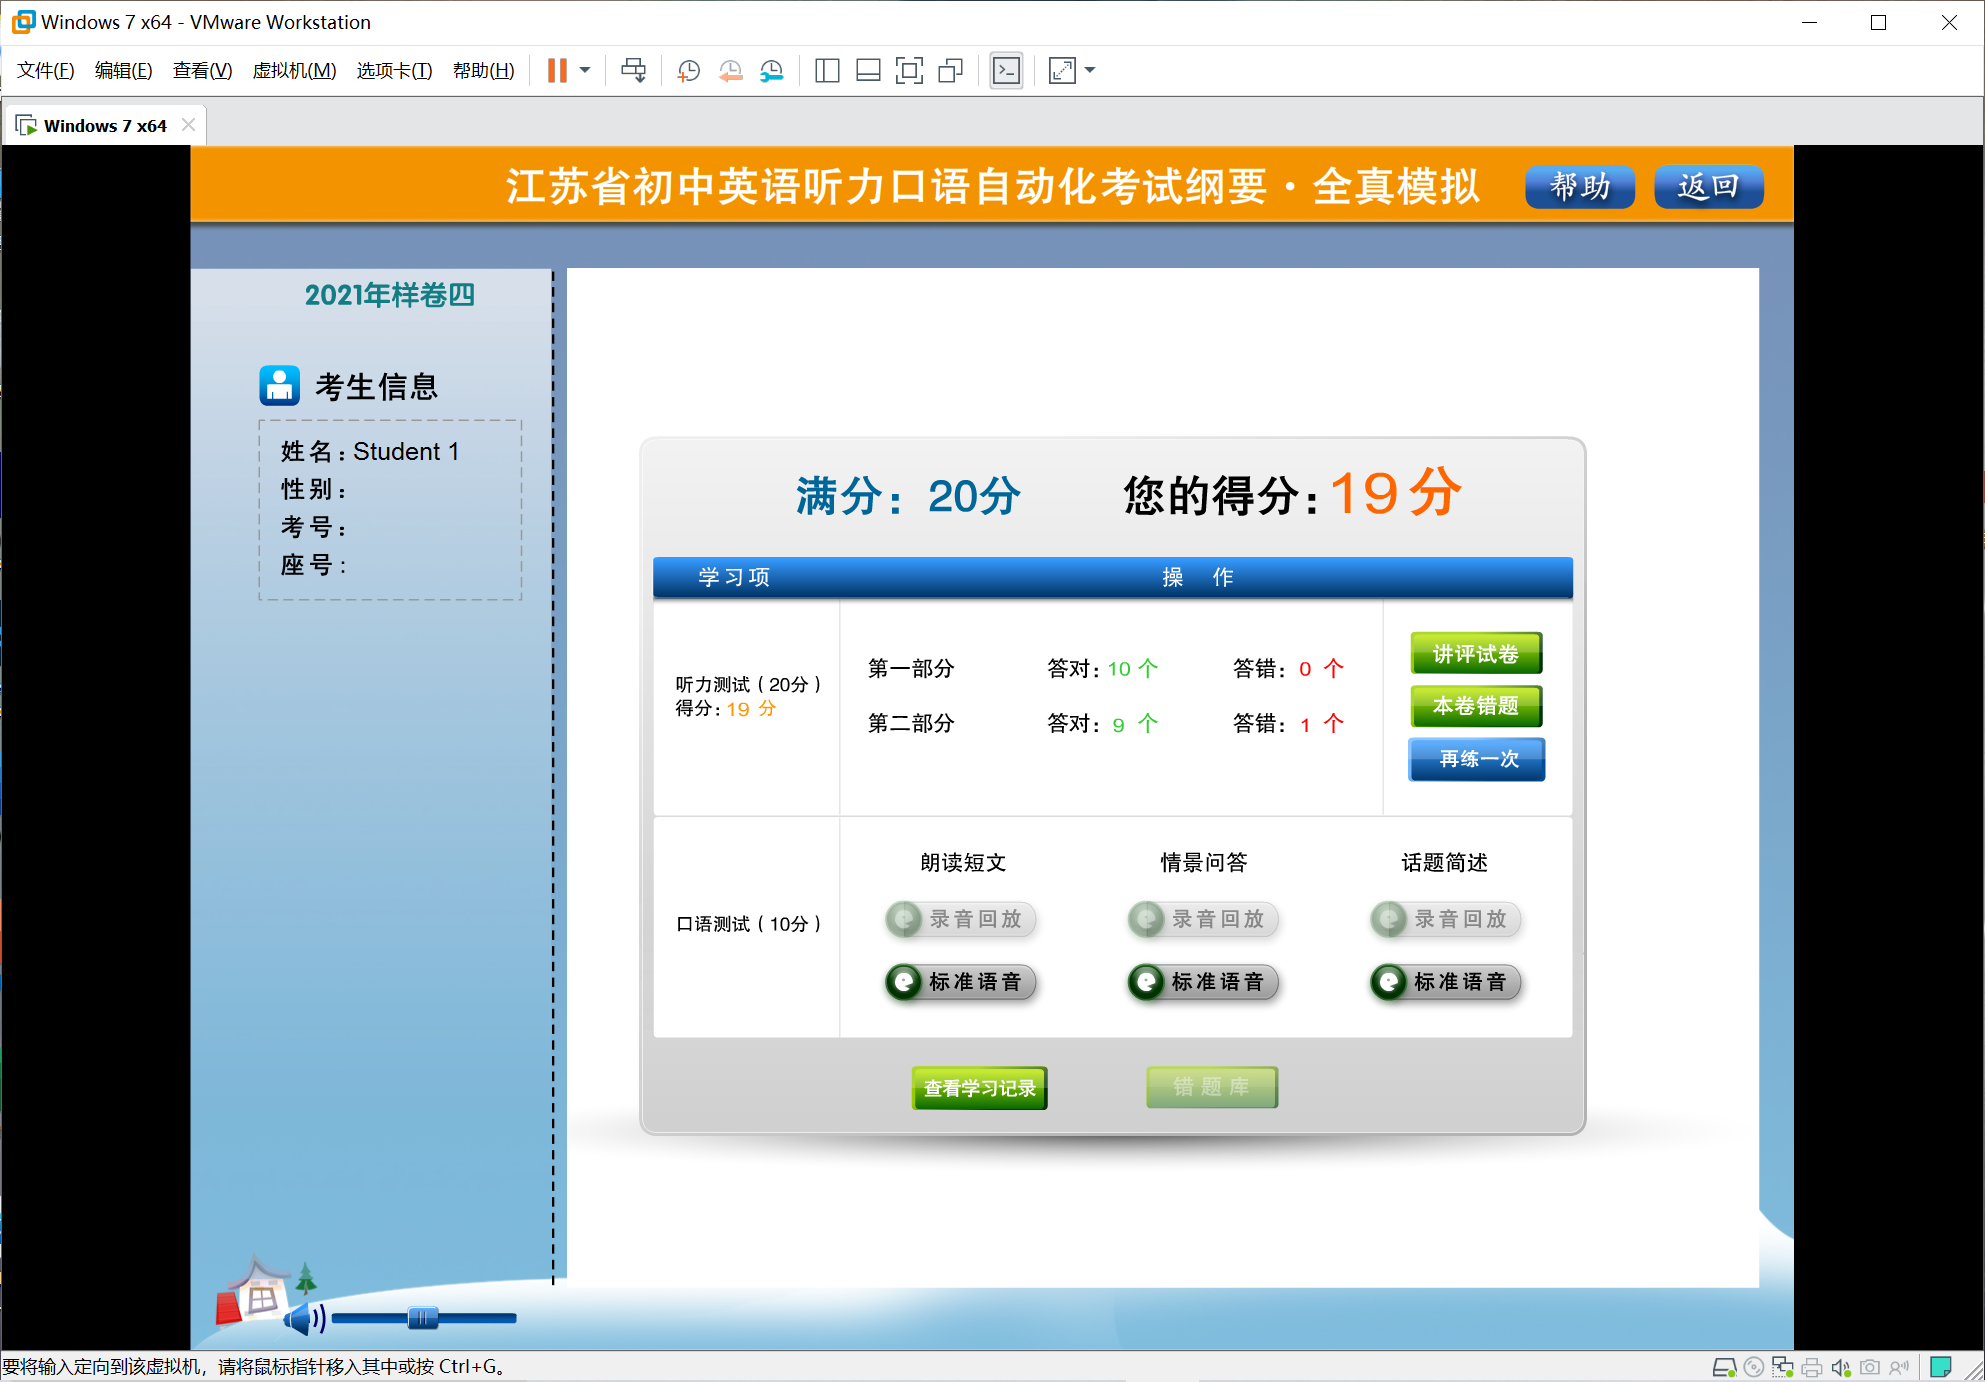 Windows 7 x64 - VMware Workstation
文件(F) 编辑(E) 查看(V) 虚拟机(M) 选项卡(T) 帮助(H)
Windows 7 x64
江苏省初中英语听力口语自动化考试纲要·全真模拟 帮助 返回
2021年样卷四
考生信息
姓名：Student 1
性别：
考号：
座号：
满分：20分 您的得分：19 分
学习项 操 作
听力测试（20分）
得分：19 分
第一部分 答对：10 个 答错：0 个
第二部分 答对：9 个 答错：1 个
讲评试卷
本卷错题
再练一次
口语测试（10分）
朗读短文 情景问答 话题简述
录音回放 录音回放 录音回放
标准语音 标准语音 标准语音
查看学习记录 错题库
要将输入定向到该虚拟机，请将鼠标指针移入其中或按 Ctrl+G。